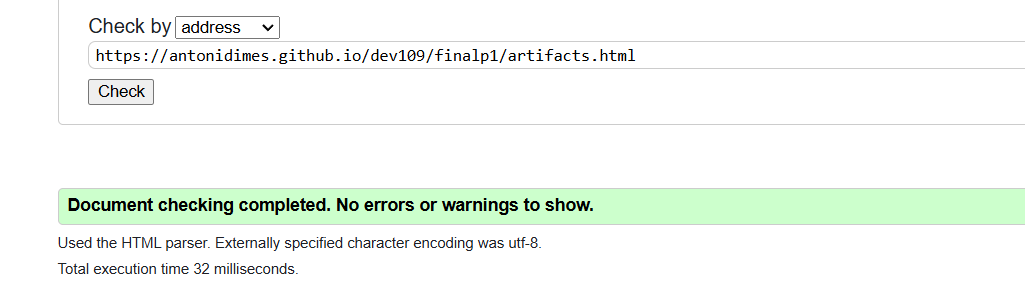 Check by address
https://antonidimes.github.io/dev109/finalp1/artifacts.html
Check
Document checking completed. No errors or warnings to show.
Used the HTML parser. Externally specified character encoding was utf-8.
Total execution time 32 milliseconds.